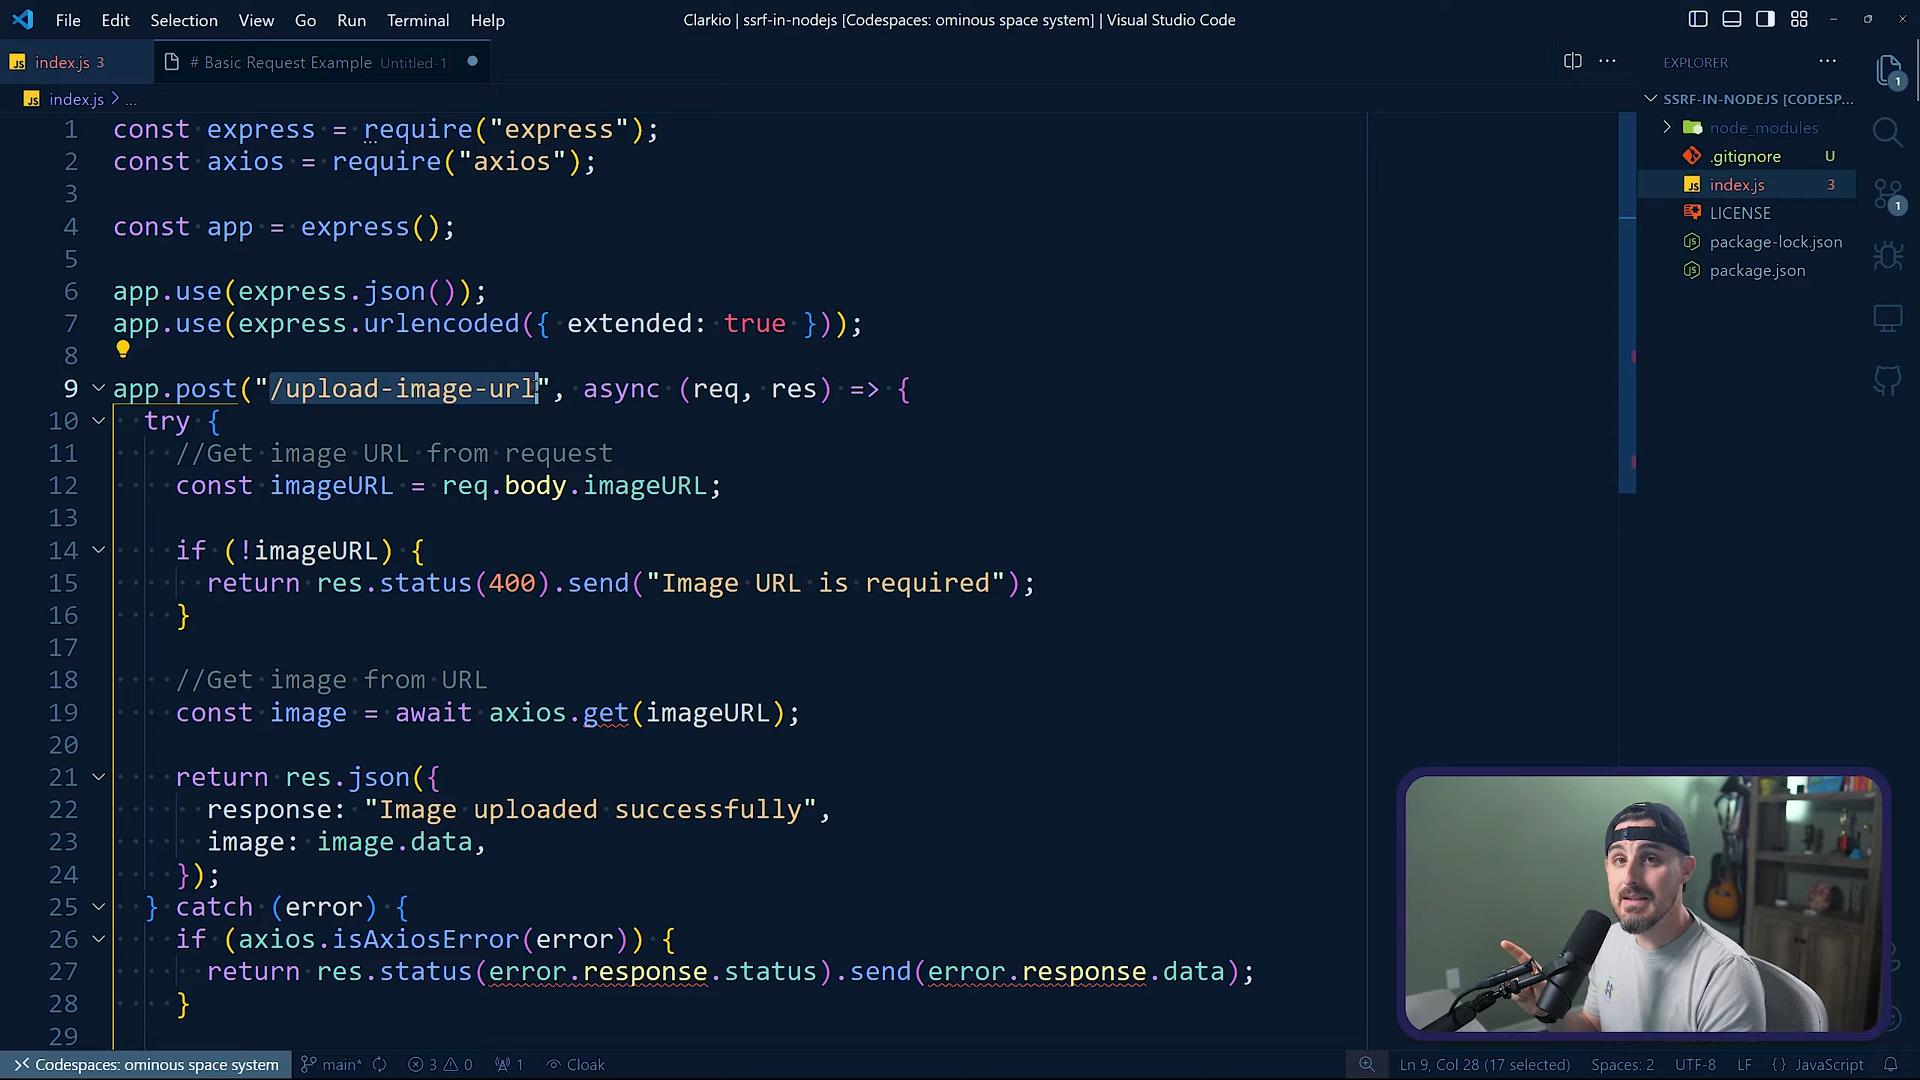 File Edit Selection View Go Run Terminal Help
Clarkio | ssrf-in-nodejs [Codespaces: ominous space system] | Visual Studio Code
JS index.js 3
# Basic Request Example Untitled-1
JS index.js > ...
1 const express = require("express");
2 const axios = require("axios");
3
4 const app = express();
5
6 app.use(express.json());
7 app.use(express.urlencoded({ extended: true }));
8
9 app.post("/upload-image-url", async (req, res) => {
10 try {
11 //Get image URL from request
12 const imageURL = req.body.imageURL;
13
14 if (!imageURL) {
15 return res.status(400).send("Image URL is required");
16 }
17
18 //Get image from URL
19 const image = await axios.get(imageURL);
20
21 return res.json({
22 response: "Image uploaded successfully",
23 image: image.data,
24 });
25 } catch (error) {
26 if (axios.isAxiosError(error)) {
27 return res.status(error.response.status).send(error.response.data);
28 }
29
EXPLORER
SSRF-IN-NODEJS [CODESP...
node_modules
.gitignore U
JS index.js 3
LICENSE
package-lock.json
package.json
1
1
Codespaces: ominous space system main* 3 0 1 Cloak
Ln 9, Col 28 (17 selected) Spaces: 2 UTF-8 LF {} JavaScript